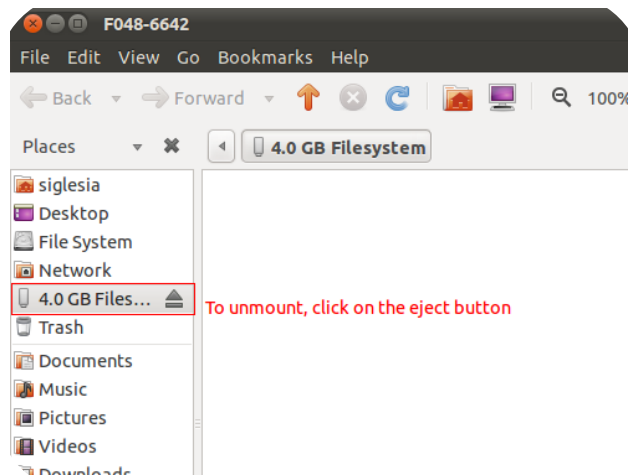 F048-6642
File Edit View Go Bookmarks Help
Back Forward 100%
Places 4.0 GB Filesystem
siglesia
Desktop
File System
Network
4.0 GB Files...
To unmount, click on the eject button
Trash
Documents
Music
Pictures
Videos
Downloads